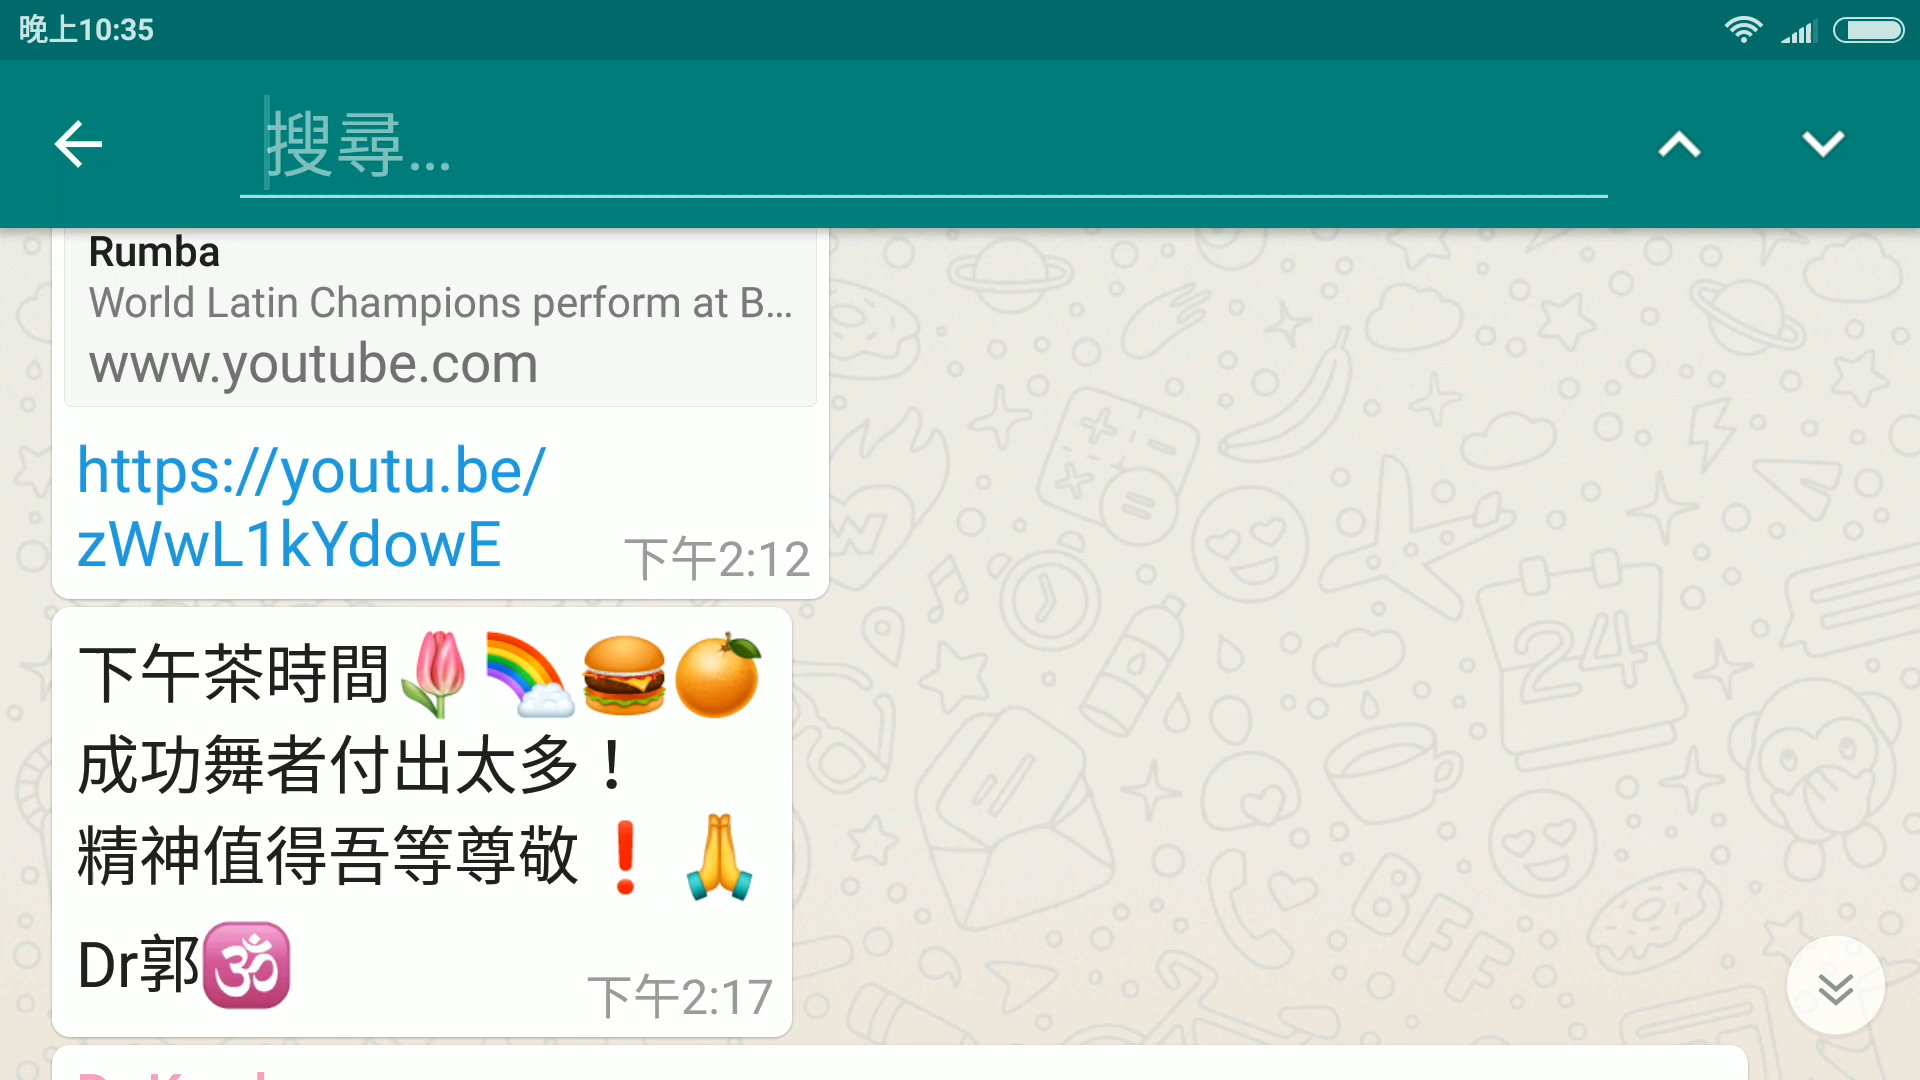 晚上10:35
搜尋...
Rumba
World Latin Champions perform at B...
www.youtube.com
https://youtu.be/
zWwL1kYdowE
下午2:12
下午茶時間🌷🌈🍔🍊
成功舞者付出太多！
精神值得吾等尊敬❗🙏
Dr郭🕉
下午2:17